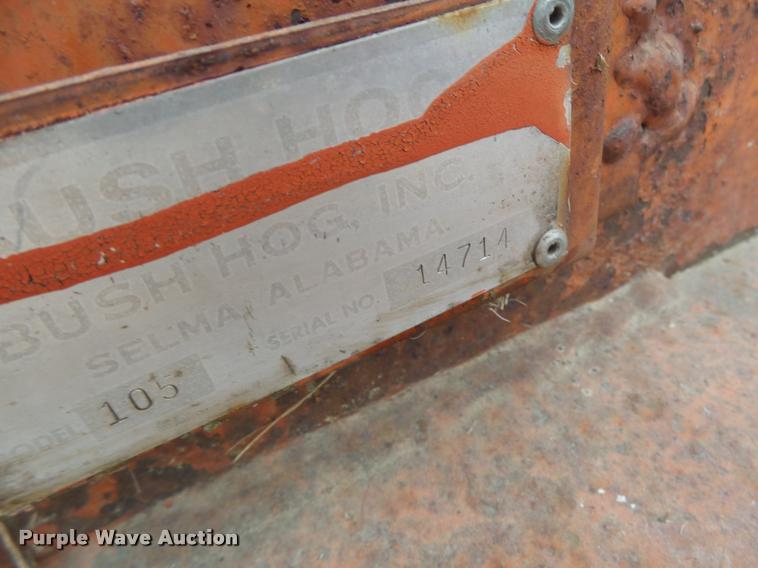 BUSH HOG
BUSH HOG, INC.
SELMA, ALABAMA.
SERIAL NO. 14714
MODEL 105
Purple Wave Auction